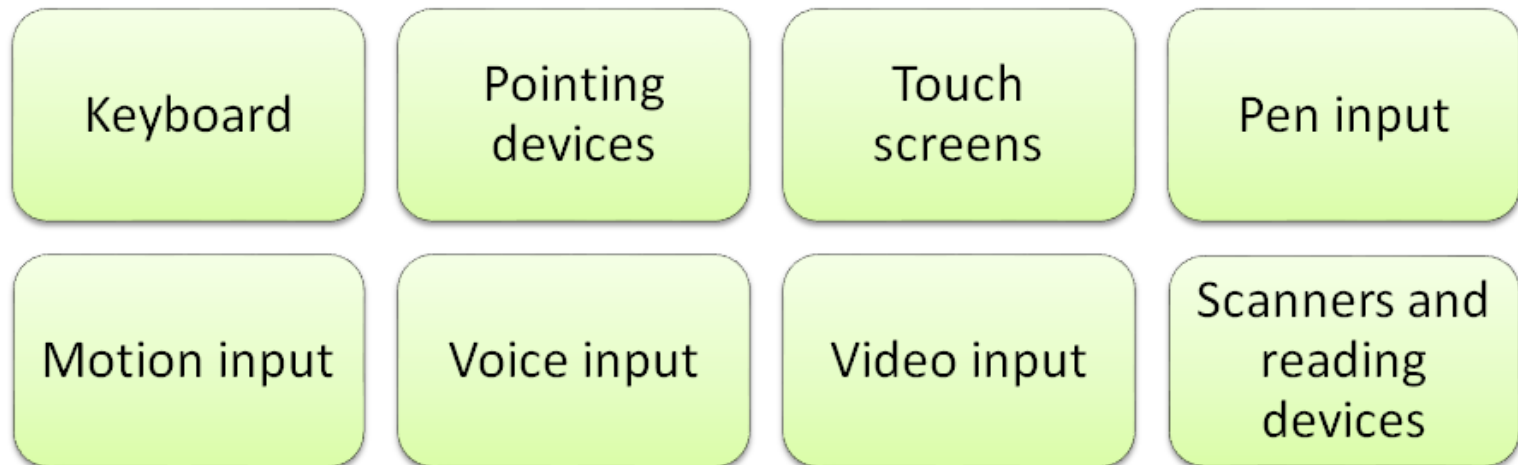 Keyboard
Pointing
devices
Touch
screens
Pen input
Motion input
Voice input
Video input
Scanners and
reading
devices